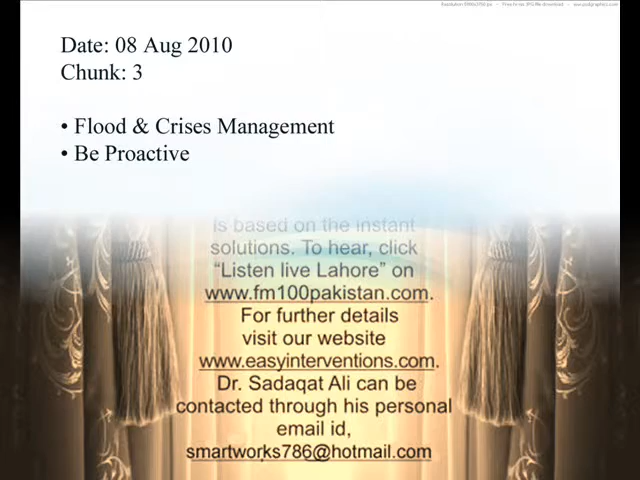 Date: 08 Aug 2010
Chunk: 3
• Flood & Crises Management
• Be Proactive
is based on the instant
solutions. To hear, click
“Listen live Lahore” on
www.fm100pakistan.com.
For further details
visit our website
www.easyinterventions.com.
Dr. Sadaqat Ali can be
contacted through his personal
email id,
smartworks786@hotmail.com